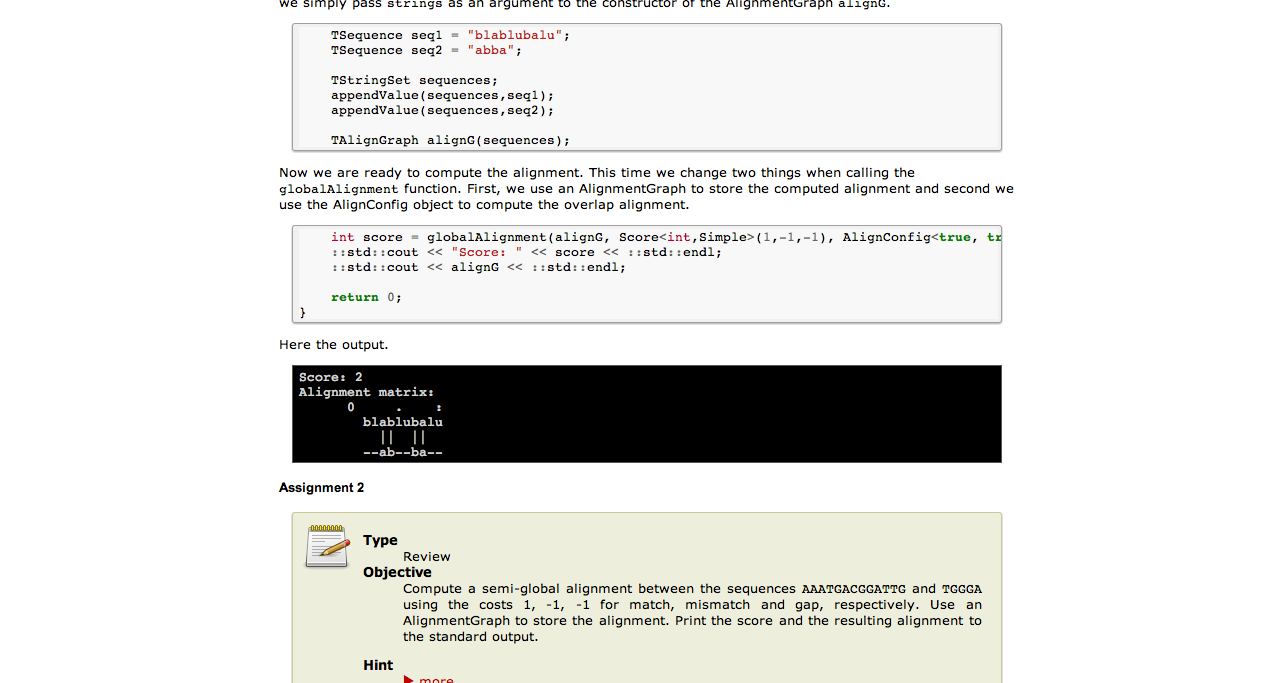 we simply pass strings as an argument to the constructor of the AlignmentGraph alignG.
TSequence seq1 = "blablubalu";
TSequence seq2 = "abba";
TStringSet sequences;
appendValue(sequences,seq1);
appendValue(sequences,seq2);
TAlignGraph alignG(sequences);
Now we are ready to compute the alignment. This time we change two things when calling the
globalAlignment function. First, we use an AlignmentGraph to store the computed alignment and second we
use the AlignConfig object to compute the overlap alignment.
int score = globalAlignment(alignG, Score<int,Simple>(1,-1,-1), AlignConfig<true, tr
::std::cout << "Score: " << score << ::std::endl;
::std::cout << alignG << ::std::endl;
return 0;
}
Here the output.
Score: 2
Alignment matrix:
0     .    :
blablubalu
||  ||
--ab--ba--
Assignment 2
Type
Review
Objective
Compute a semi-global alignment between the sequences AAATGACGGATTG and TGGGA
using the costs 1, -1, -1 for match, mismatch and gap, respectively. Use an
AlignmentGraph to store the alignment. Print the score and the resulting alignment to
the standard output.
Hint
more